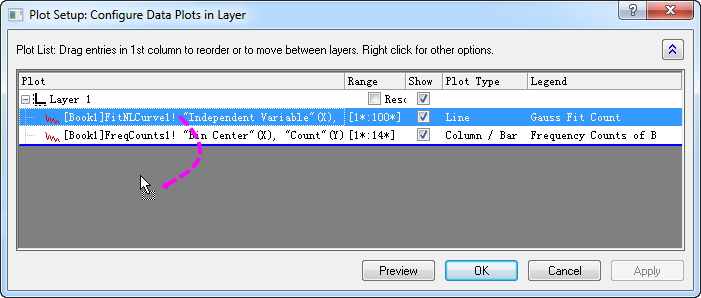 Plot Setup: Configure Data Plots in Layer
Plot List: Drag entries in 1st column to reorder or to move between layers. Right click for other options.
Plot Range Show Plot Type Legend
Layer 1 Resc
[Book1]FitNLCurve1! "Independent Variable"(X), [1*:100*] Line Gauss Fit Count
[Book1]FreqCounts1! "Bin Center"(X), "Count"(Y) [1*:14*] Column / Bar Frequency Counts of B
Preview OK Cancel Apply